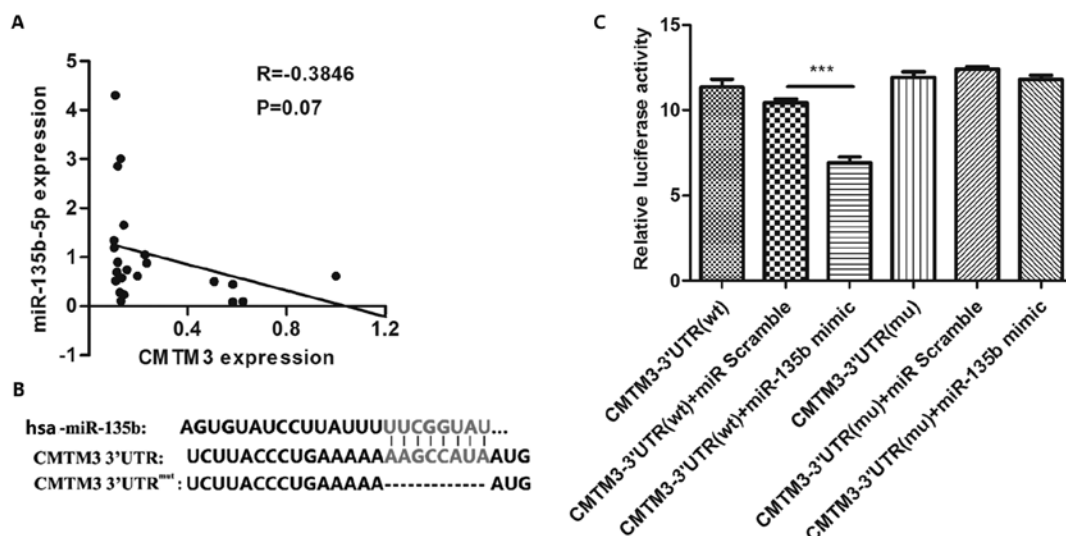 A
R=-0.3846
P=0.07
miR-135b-5p expression
5
4
3
2
1
0
-1
0.4
0.8
1.2
CMTM3 expression
B
hsa-miR-135b: AGUGUAUCCUUAUUUUUCGGUAU...
CMTM3 3'UTR: UCUUACCCUGAAAAAAAGCCAUAAUG
CMTM3 3'UTRmut: UCUUACCCUGAAAAA-------------AUG
C
Relative luciferase activity
15
10
5
0
***
CMTM3-3'UTR(wt)
CMTM3-3'UTR(wt)+miR Scramble
CMTM3-3'UTR(wt)+miR-135b mimic
CMTM3-3'UTR(mu)
CMTM3-3'UTR(mu)+miR Scramble
CMTM3-3'UTR(mu)+miR-135b mimic